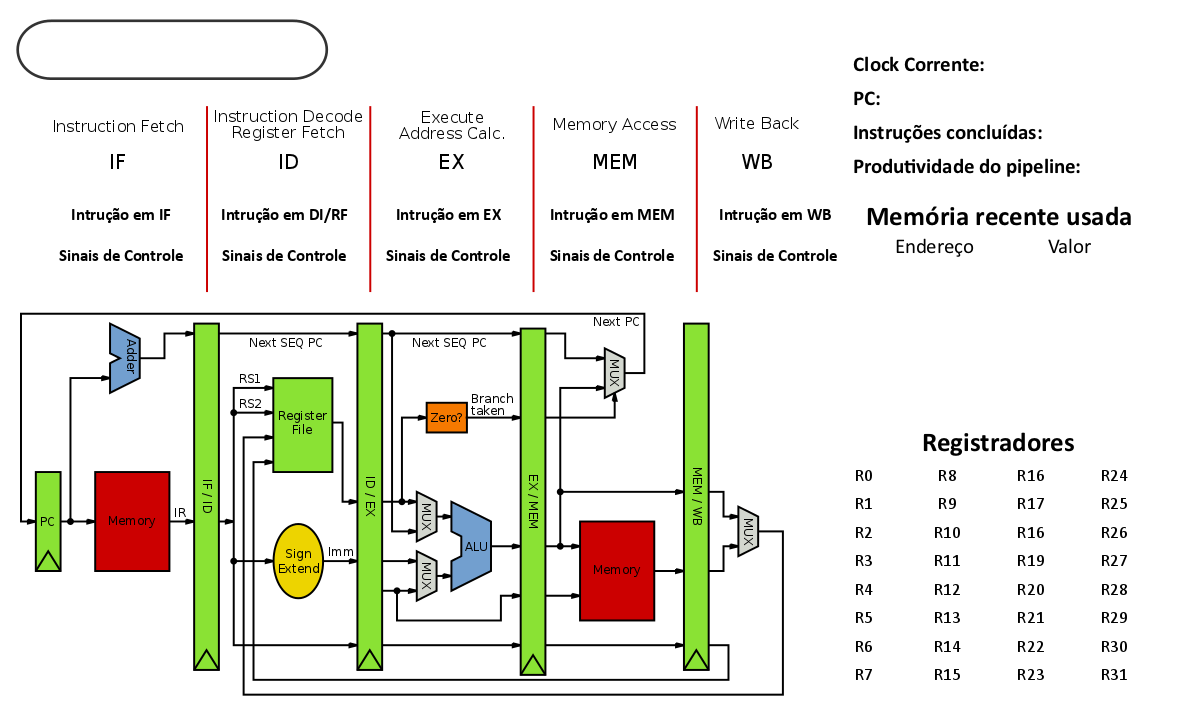 Clock Corrente:
PC:
Instruções concluídas:
Produtividade do pipeline:
Instruction Fetch
IF
Instruction Decode
Register Fetch
ID
Execute
Address Calc.
EX
Memory Access
MEM
Write Back
WB
Intrução em IF
Intrução em DI/RF
Intrução em EX
Intrução em MEM
Intrução em WB
Sinais de Controle
Sinais de Controle
Sinais de Controle
Sinais de Controle
Sinais de Controle
Memória recente usada
Endereço Valor
Next PC
Adder
Next SEQ PC
Next SEQ PC
MUX
RS1
RS2
Register
File
Branch
taken
Zero?
IF / ID
ID / EX
EX / MEM
MEM / WB
PC
Memory
IR
MUX
MUX
ALU
Sign
Extend
Imm
Memory
MUX
Registradores
R0 R8 R16 R24
R1 R9 R17 R25
R2 R10 R16 R26
R3 R11 R19 R27
R4 R12 R20 R28
R5 R13 R21 R29
R6 R14 R22 R30
R7 R15 R23 R31